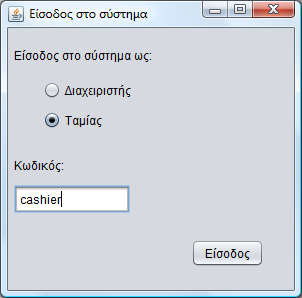 Είσοδος στο σύστημα
Είσοδος στο σύστημα ως:
Διαχειριστής
Ταμίας
Κωδικός:
cashier
Είσοδος